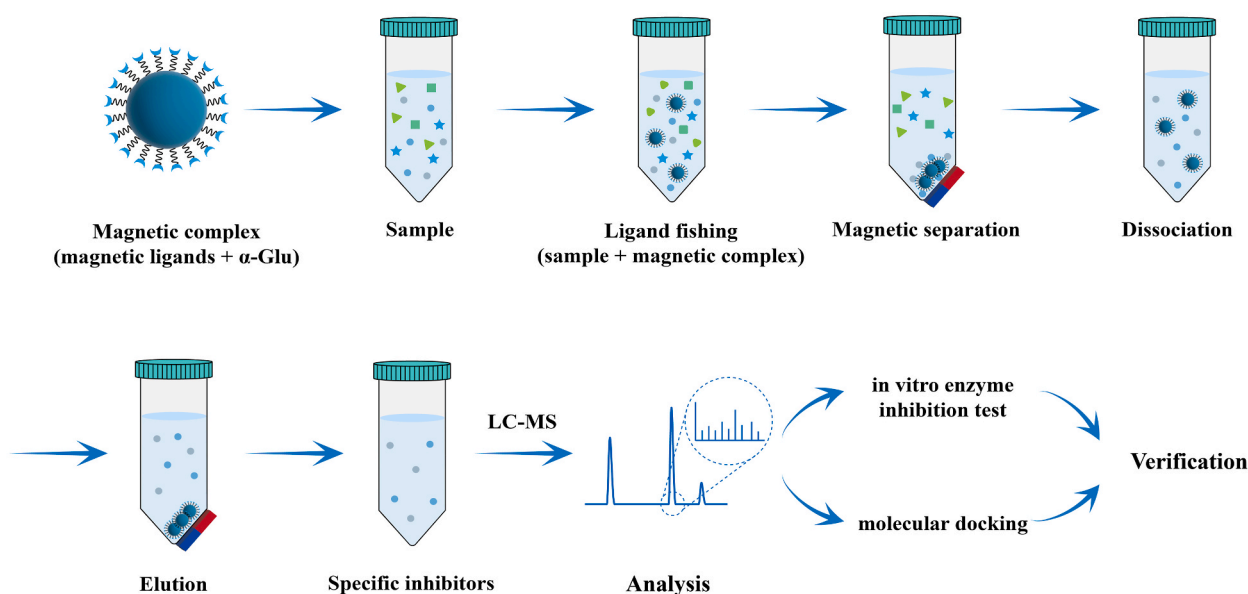 Magnetic complex
(magnetic ligands + α-Glu)
Sample
Ligand fishing
(sample + magnetic complex)
Magnetic separation
Dissociation
Elution
Specific inhibitors
LC-MS
Analysis
in vitro enzyme
inhibition test
molecular docking
Verification